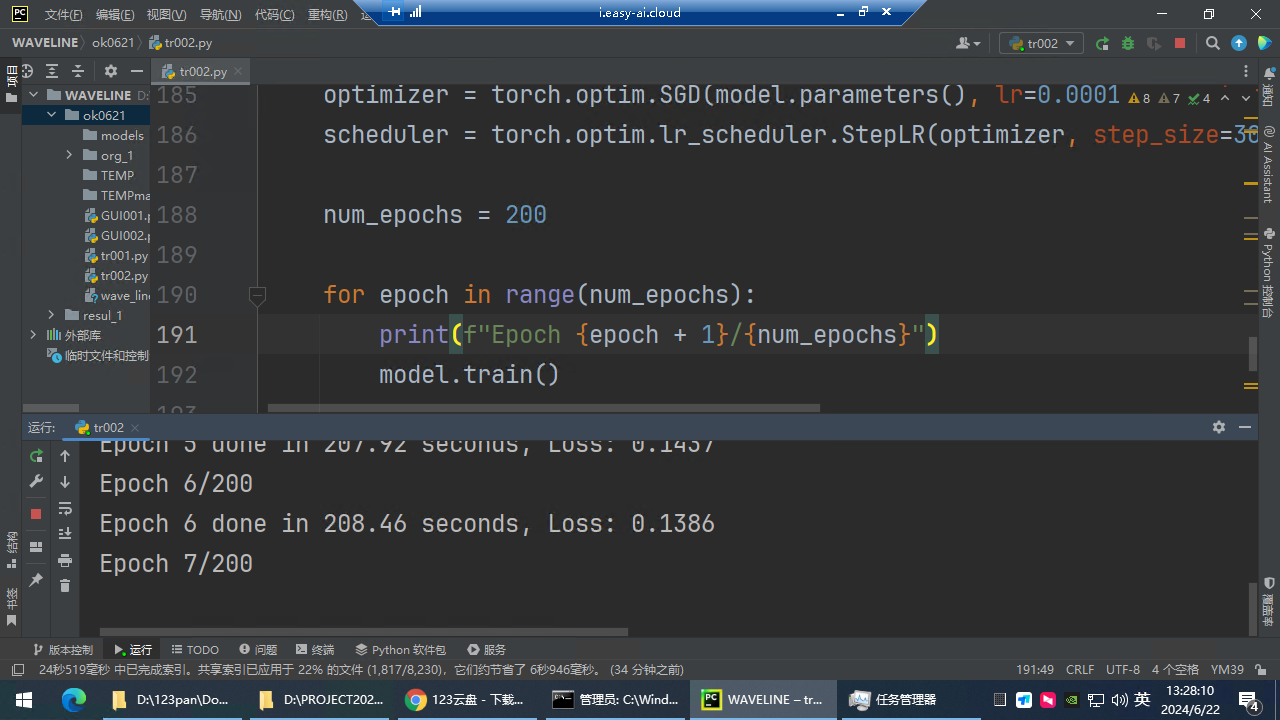 PC 文件(F) 编辑(E) 视图(V) 导航(N) 代码(C) 重构(R) i.easy-ai.cloud
WAVELINE ok0621 tr002.py tr002
项目
tr002.py
WAVELINE D:
ok0621
models
org_1
TEMP
TEMPma
GUI001.p
GUI002.p
tr001.py
tr002.py
wave_line
resul_1
外部库
临时文件和控制
185 optimizer = torch.optim.SGD(model.parameters(), lr=0.0001 8 7 4
186 scheduler = torch.optim.lr_scheduler.StepLR(optimizer, step_size=38
187
188 num_epochs = 200
189
190 for epoch in range(num_epochs):
191 print(f"Epoch {epoch + 1}/{num_epochs}")
192 model.train()
193
通知
AI Assistant
Python 控制台
覆盖率
运行: tr002
Epoch 5 done in 207.92 seconds, Loss: 0.1437
Epoch 6/200
Epoch 6 done in 208.46 seconds, Loss: 0.1386
Epoch 7/200
结构
书签
版本控制 运行 TODO 问题 终端 Python 软件包 服务
24秒519毫秒 中已完成索引。共享索引已应用于 22% 的文件 (1,817/8,230)，它们约节省了 6秒946毫秒。 (34 分钟之前) 191:49 CRLF UTF-8 4 个空格 YM39
D:\123pan\Do... D:\PROJECT202... 123云盘 - 下载... 管理员: C:\Wind... WAVELINE – tr... 任务管理器 英 13:28:10
2024/6/22 4